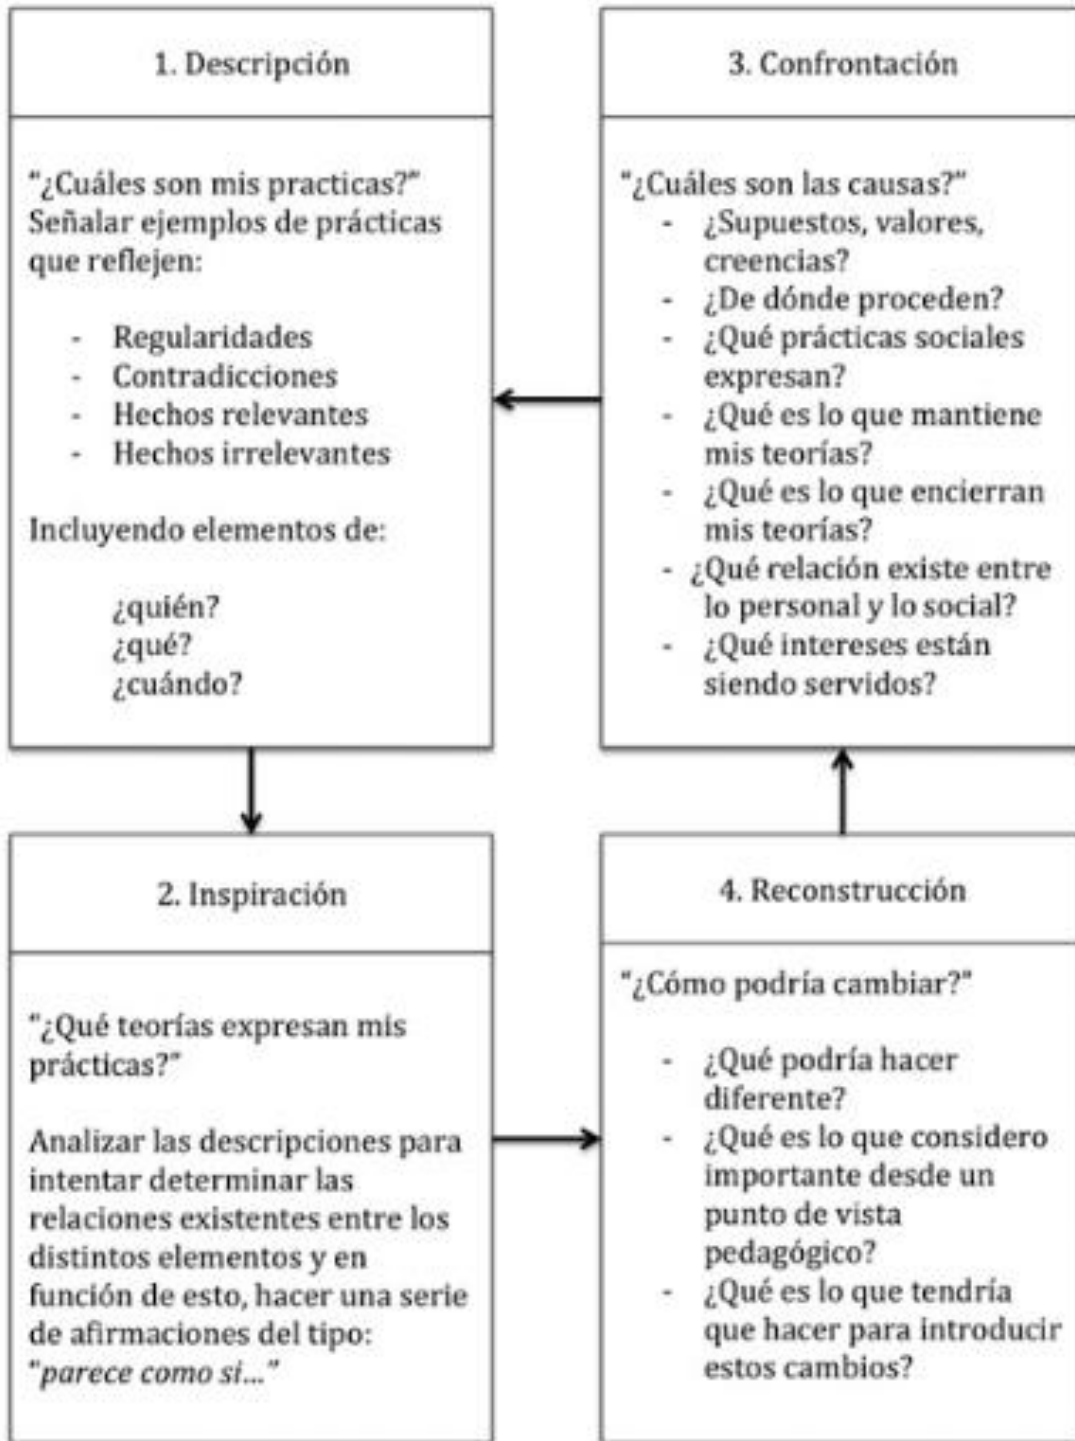 1. Descripción
"¿Cuáles son mis practicas?"
Señalar ejemplos de prácticas
que reflejen:
- Regularidades
- Contradicciones
- Hechos relevantes
- Hechos irrelevantes
Incluyendo elementos de:
¿quién?
¿qué?
¿cuándo?
2. Inspiración
"¿Qué teorías expresan mis
prácticas?"
Analizar las descripciones para
intentar determinar las
relaciones existentes entre los
distintos elementos y en
función de esto, hacer una serie
de afirmaciones del tipo:
"parece como si..."
3. Confrontación
"¿Cuáles son las causas?"
- ¿Supuestos, valores,
creencias?
- ¿De dónde proceden?
- ¿Qué prácticas sociales
expresan?
- ¿Qué es lo que mantiene
mis teorías?
- ¿Qué es lo que encierran
mis teorías?
- ¿Qué relación existe entre
lo personal y lo social?
- ¿Qué intereses están
siendo servidos?
4. Reconstrucción
"¿Cómo podría cambiar?"
- ¿Qué podría hacer
diferente?
- ¿Qué es lo que considero
importante desde un
punto de vista
pedagógico?
- ¿Qué es lo que tendría
que hacer para introducir
estos cambios?